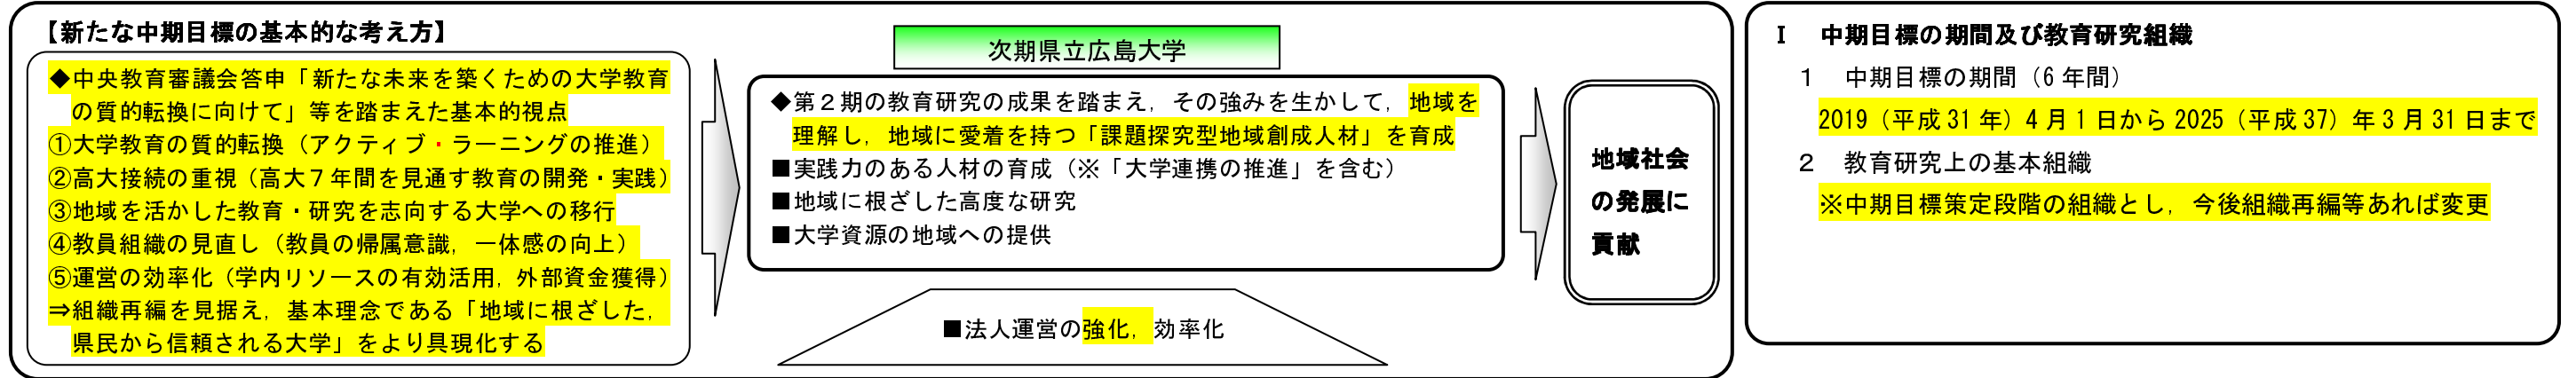 【新たな中期目標の基本的な考え方】
◆中央教育審議会答申「新たな未来を築くための大学教育
の質的転換に向けて」等を踏まえた基本的視点
①大学教育の質的転換（アクティブ・ラーニングの推進）
②高大接続の重視（高大７年間を見通す教育の開発・実践）
③地域を活かした教育・研究を志向する大学への移行
④教員組織の見直し（教員の帰属意識，一体感の向上）
⑤運営の効率化（学内リソースの有効活用，外部資金獲得）
⇒組織再編を見据え，基本理念である「地域に根ざした，
県民から信頼される大学」をより具現化する
次期県立広島大学
◆第２期の教育研究の成果を踏まえ，その強みを生かして，地域を
理解し，地域に愛着を持つ「課題探究型地域創成人材」を育成
■実践力のある人材の育成（※「大学連携の推進」を含む）
■地域に根ざした高度な研究
■大学資源の地域への提供
■法人運営の強化，効率化
地域社会
の発展に
貢献
Ⅰ　中期目標の期間及び教育研究組織
１　中期目標の期間（6 年間）
2019（平成 31 年）4 月 1 日から 2025（平成 37）年 3 月 31 日まで
２　教育研究上の基本組織
※中期目標策定段階の組織とし，今後組織再編等あれば変更